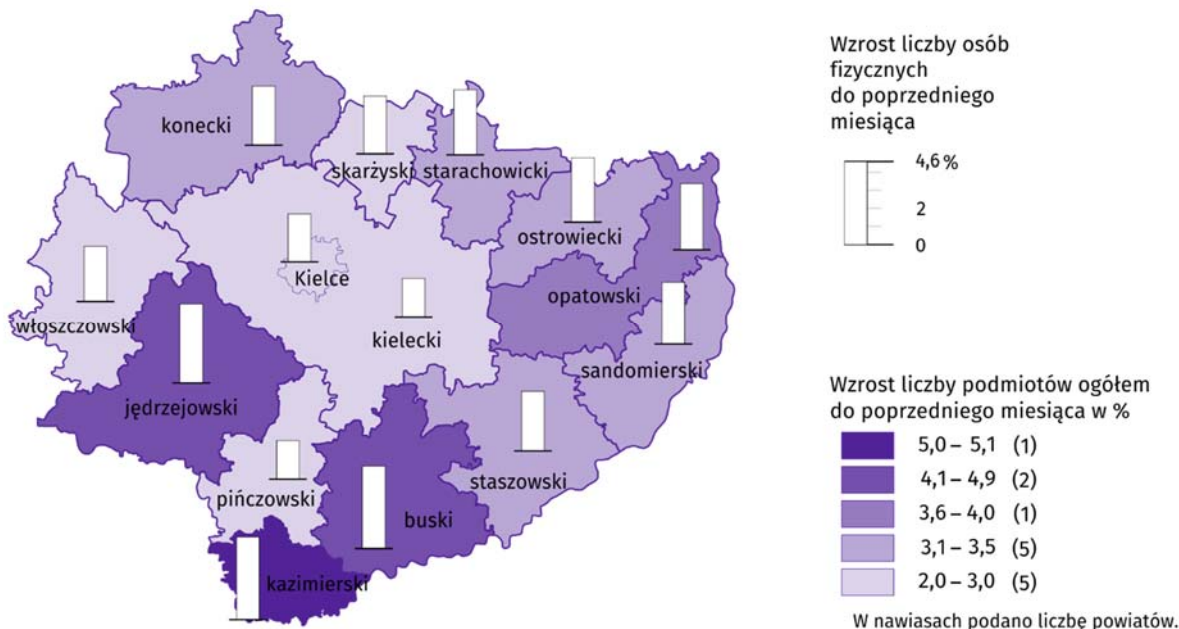 konecki
skarżyski
starachowicki
ostrowiecki
Kielce
opatowski
włoszczowski
kielecki
sandomierski
jędrzejowski
staszowski
pińczowski
buski
kazimierski
Wzrost liczby osób
fizycznych
do poprzedniego
miesiąca
4,6 %
2
0
Wzrost liczby podmiotów ogółem
do poprzedniego miesiąca w %
5,0 – 5,1 (1)
4,1 – 4,9 (2)
3,6 – 4,0 (1)
3,1 – 3,5 (5)
2,0 – 3,0 (5)
W nawiasach podano liczbę powiatów.